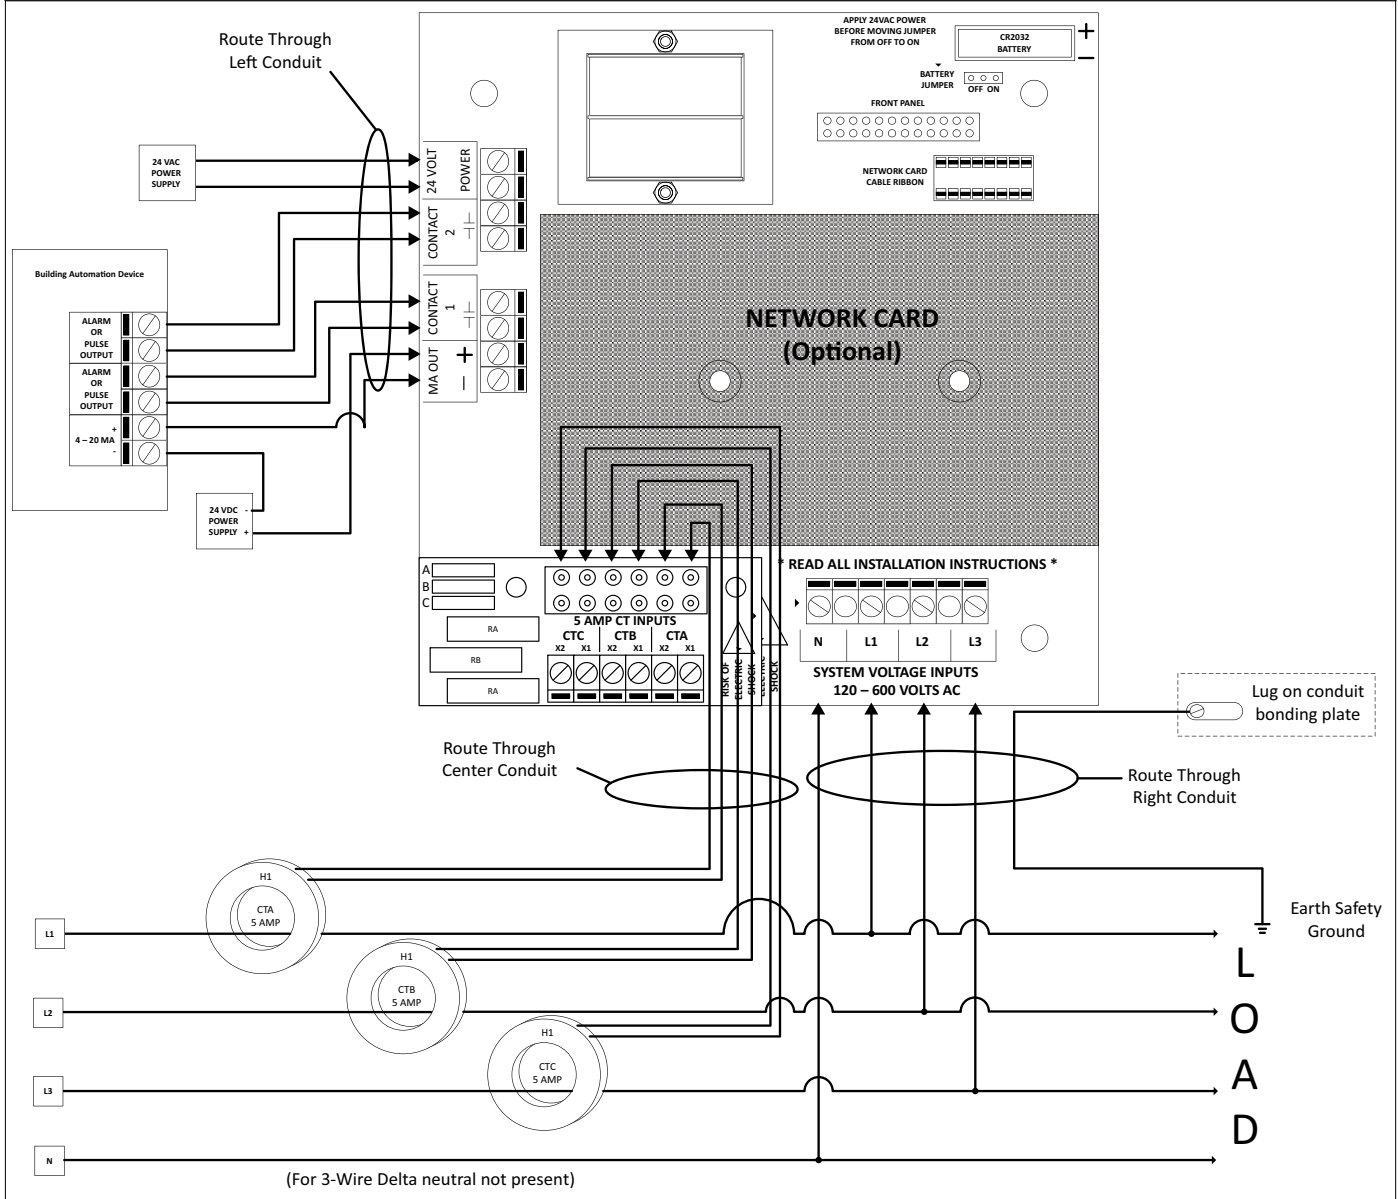 Route Through
Left Conduit
APPLY 24VAC POWER
BEFORE MOVING JUMPER
FROM OFF TO ON
CR2032
BATTERY
+
−
BATTERY
JUMPER
OFF ON
FRONT PANEL
NETWORK CARD
CABLE RIBBON
24 VAC
POWER
SUPPLY
24 VOLT
POWER
CONTACT
2
CONTACT
1
MA OUT
+
−
Building Automation Device
ALARM
OR
PULSE
OUTPUT
ALARM
OR
PULSE
OUTPUT
+
4 – 20 MA
-
24 VDC -
POWER
SUPPLY +
NETWORK CARD
(Optional)
* READ ALL INSTALLATION INSTRUCTIONS *
A
B
C
RA
RB
RA
5 AMP CT INPUTS
CTC CTB CTA
X2 X1 X2 X1 X2 X1
RISK OF
ELECTRIC
SHOCK
ELECTRIC
SHOCK
N L1 L2 L3
SYSTEM VOLTAGE INPUTS
120 – 600 VOLTS AC
Lug on conduit
bonding plate
Route Through
Center Conduit
Route Through
Right Conduit
H1
CTA
5 AMP
L1
Earth Safety
Ground
H1
CTB
5 AMP
L2
H1
CTC
5 AMP
L3
N
L
O
A
D
(For 3-Wire Delta neutral not present)